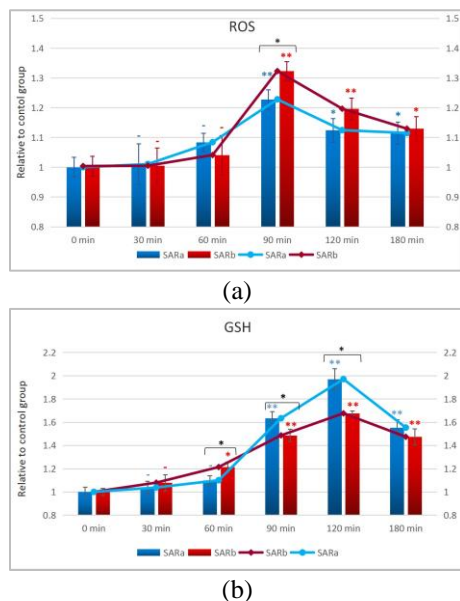 ROS
Relative to contol group
1.5
1.4
1.3
1.2
1.1
1
0.9
0.8
1.5
1.4
1.3
1.2
1.1
1
0.9
0.8
- - - - ** * ** * ** * *
0 min 30 min 60 min 90 min 120 min 180 min
SARa SARb SARa SARb
(a)
GSH
Relative to control group
2.2
2
1.8
1.6
1.4
1.2
1
0.8
2.2
2
1.8
1.6
1.4
1.2
1
0.8
- - - * * ** * ** ** * ** ** **
0 min 30 min 60 min 90 min 120 min 180 min
SARa SARb SARb SARa
(b)